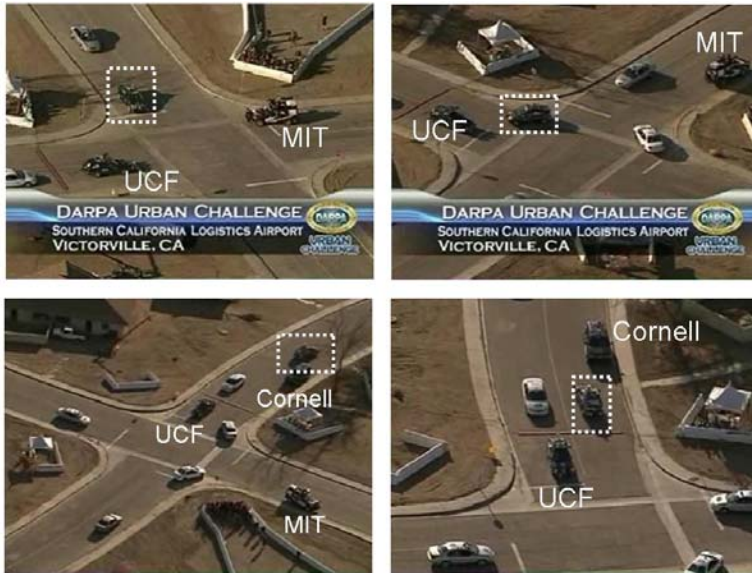 MIT
UCF
DARPA URBAN CHALLENGE
SOUTHERN CALIFORNIA LOGISTICS AIRPORT
VICTORVILLE, CA
DARPA
URBAN
CHALLENGE
MIT
UCF
DARPA URBAN CHALLENGE
SOUTHERN CALIFORNIA LOGISTICS AIRPORT
VICTORVILLE, CA
DARPA
URBAN
CHALLENGE
Cornell
UCF
MIT
Cornell
UCF